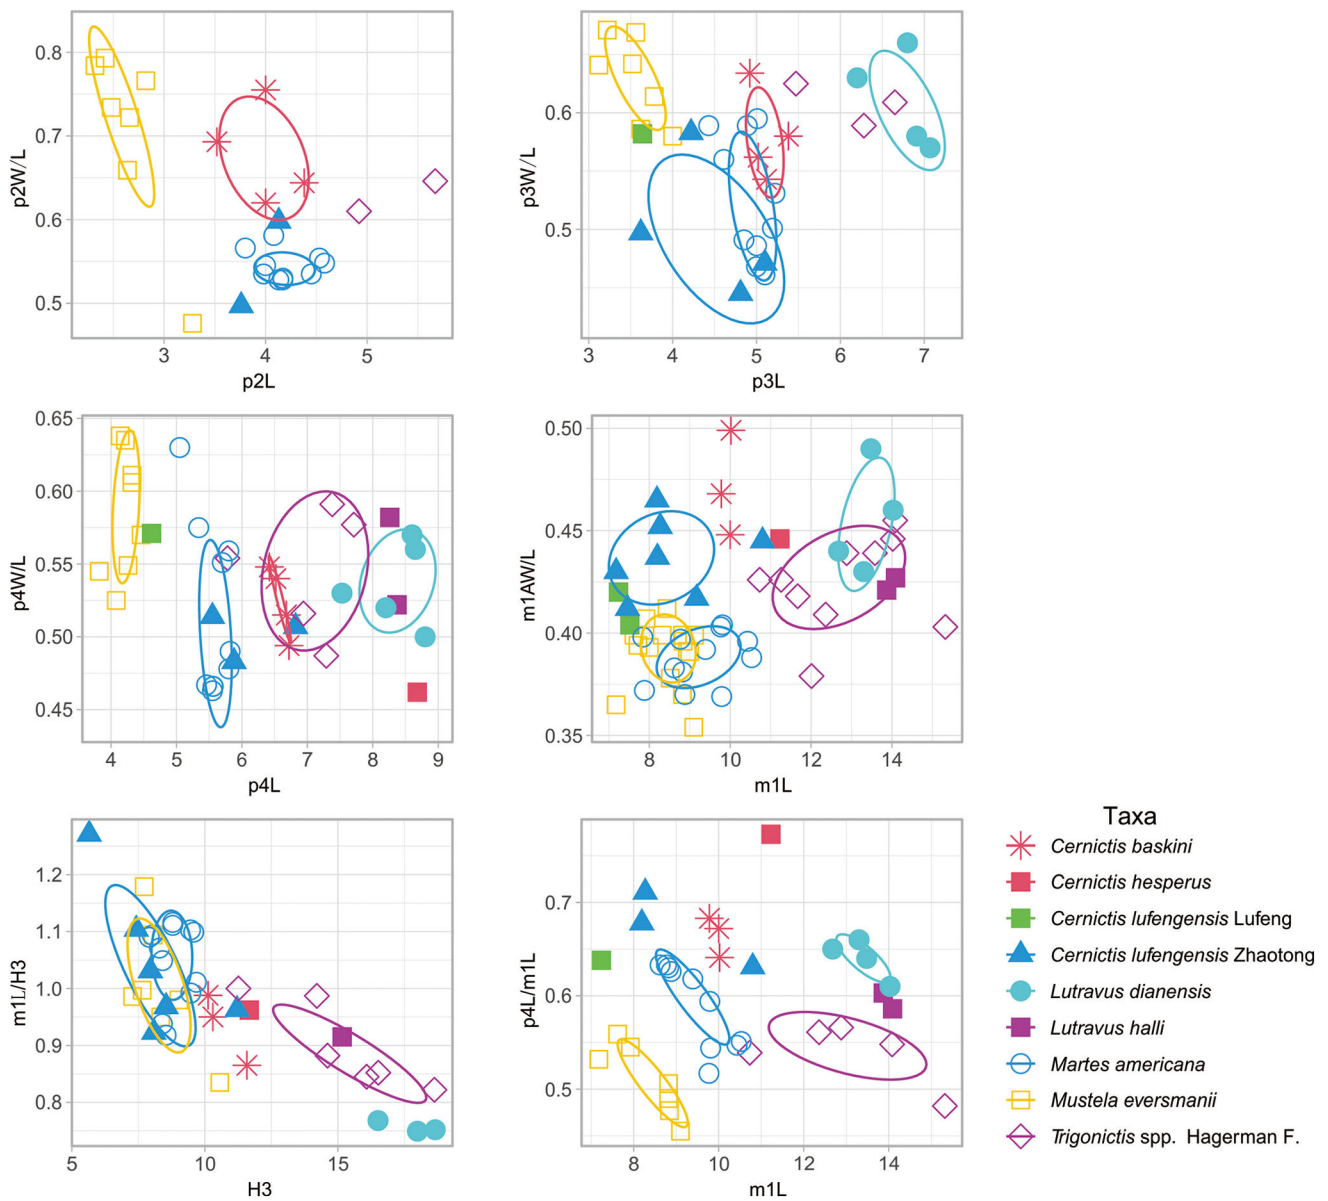 0.8
0.7
0.6
0.5
p2W/L
3 4 5
p2L
0.6
0.5
p3W/L
3 4 5 6 7
p3L
0.65
0.60
0.55
0.50
0.45
p4W/L
4 5 6 7 8 9
p4L
0.50
0.45
0.40
0.35
m1AW/L
8 10 12 14
m1L
1.2
1.1
1.0
0.9
0.8
m1L/H3
5 10 15
H3
0.7
0.6
0.5
p4L/m1L
8 10 12 14
m1L
Taxa
Cernictis baskini
Cernictis hesperus
Cernictis lufengensis Lufeng
Cernictis lufengensis Zhaotong
Lutravus dianensis
Lutravus halli
Martes americana
Mustela eversmanii
Trigonictis spp. Hagerman F.